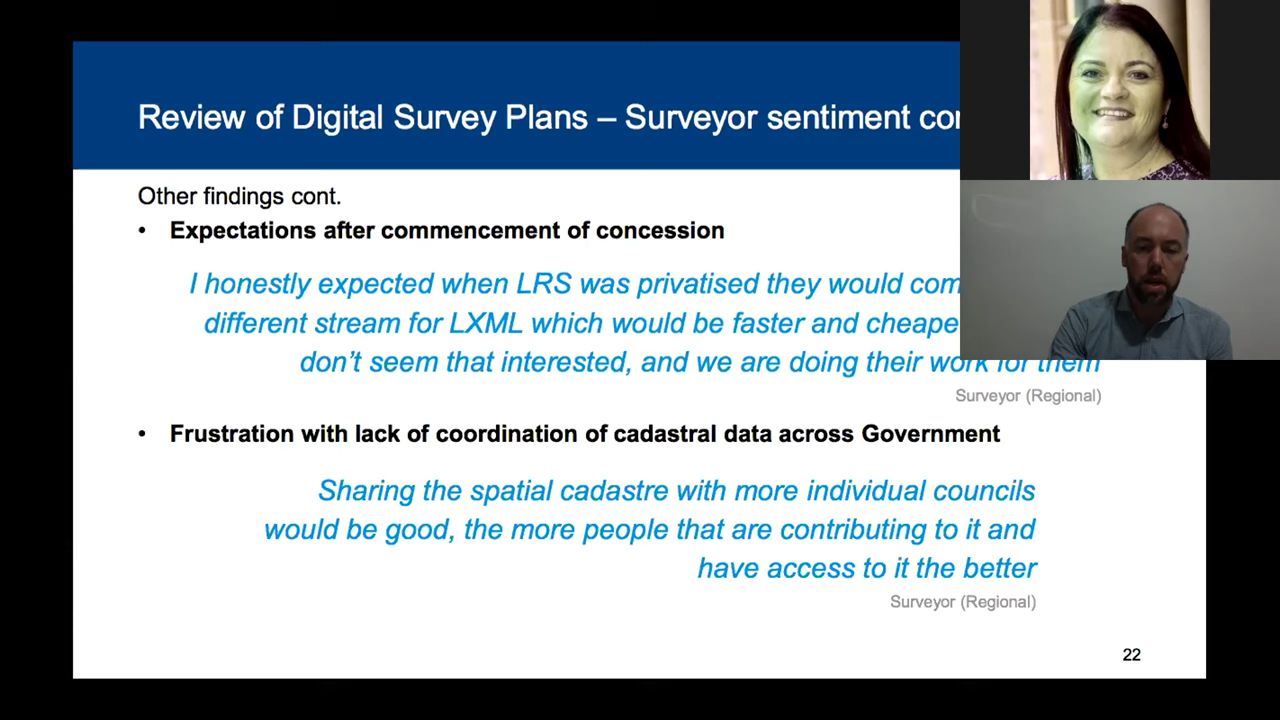 Review of Digital Survey Plans – Surveyor sentiment
Other findings cont.
• Expectations after commencement of concession
I honestly expected when LRS was privatised they would
different stream for LXML which would be faster and
don’t seem that interested, and we are doing their work for them
Surveyor (Regional)
• Frustration with lack of coordination of cadastral data across Government
Sharing the spatial cadastre with more individual councils
would be good, the more people that are contributing to it and
have access to it the better
Surveyor (Regional)
22